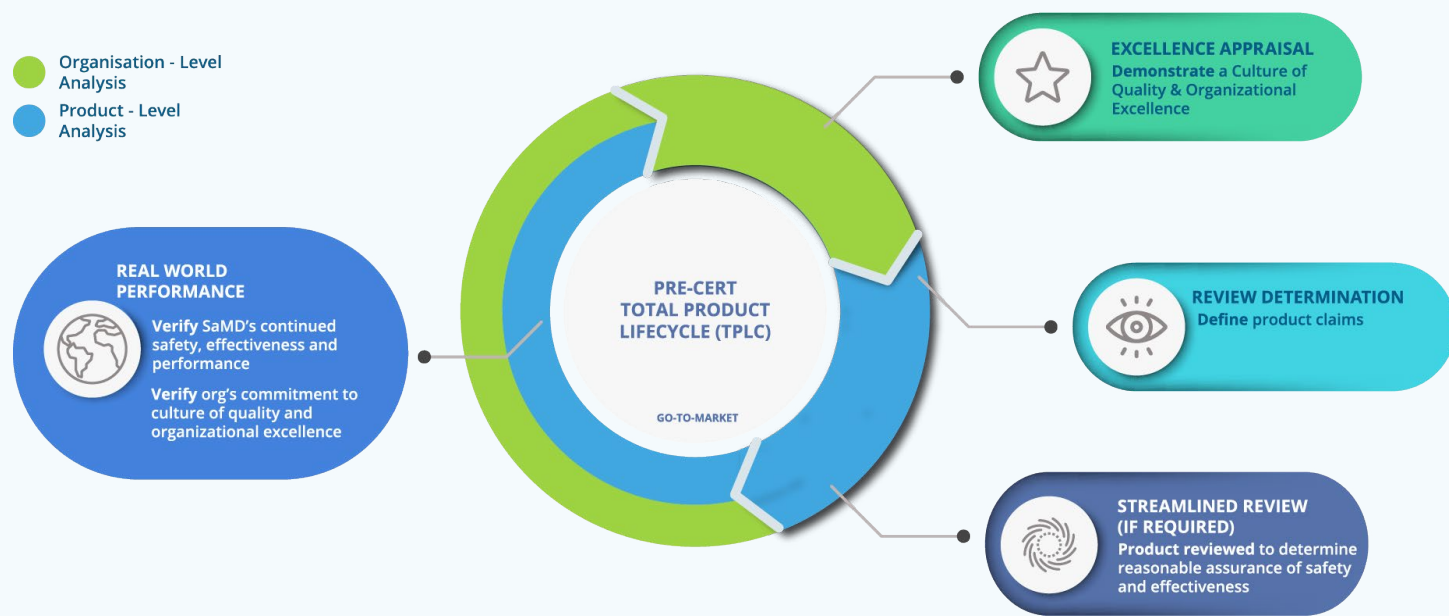 Organisation - Level
Analysis
Product - Level
Analysis
EXCELLENCE APPRAISAL
Demonstrate a Culture of
Quality & Organizational
Excellence
REAL WORLD
PERFORMANCE
Verify SaMD's continued
safety, effectiveness and
performance
Verify org's commitment to
culture of quality and
organizational excellence
PRE-CERT
TOTAL PRODUCT
LIFECYCLE (TPLC)
GO-TO-MARKET
REVIEW DETERMINATION
Define product claims
STREAMLINED REVIEW
(IF REQUIRED)
Product reviewed to determine
reasonable assurance of safety
and effectiveness